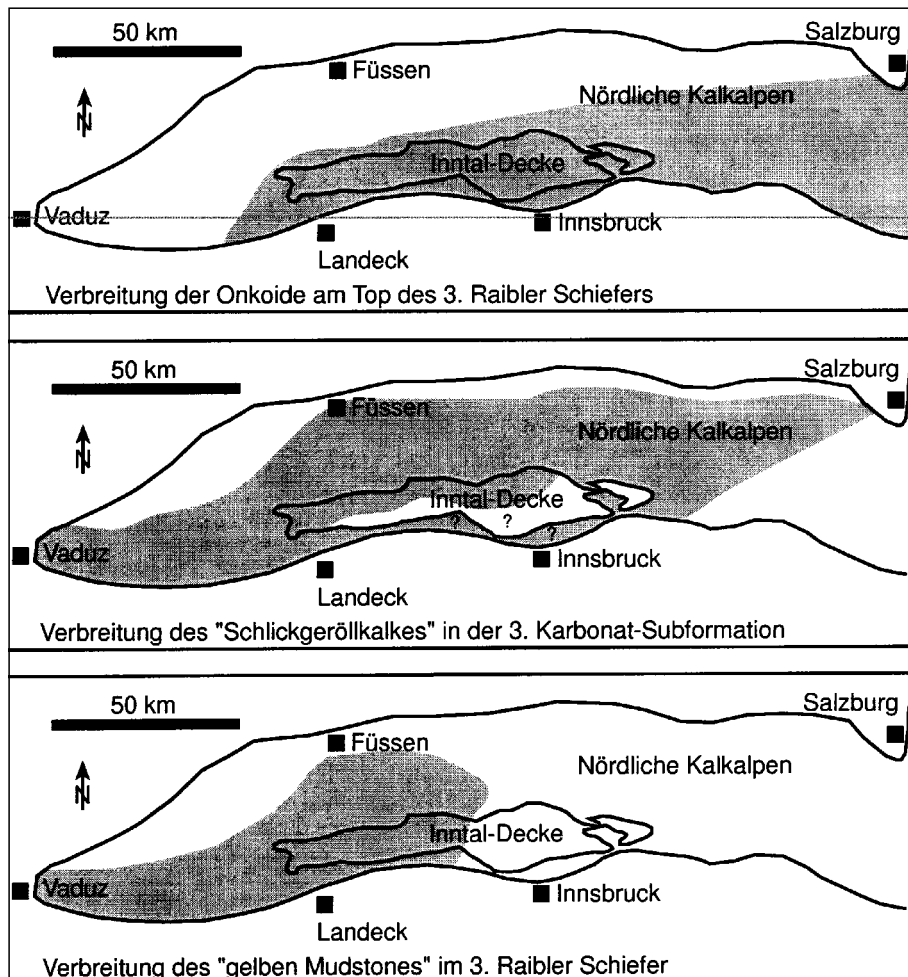 50 km
Salzburg
Füssen
N
Nördliche Kalkalpen
Inntal-Decke
Vaduz
Innsbruck
Landeck
Verbreitung der Onkoide am Top des 3. Raibler Schiefers
50 km
Salzburg
Füssen
N
Nördliche Kalkalpen
Inntal-Decke
? ? ?
Vaduz
Innsbruck
Landeck
Verbreitung des "Schlickgeröllkalkes" in der 3. Karbonat-Subformation
50 km
Salzburg
Füssen
N
Nördliche Kalkalpen
Inntal-Decke
Vaduz
Innsbruck
Landeck
Verbreitung des "gelben Mudstones" im 3. Raibler Schiefer